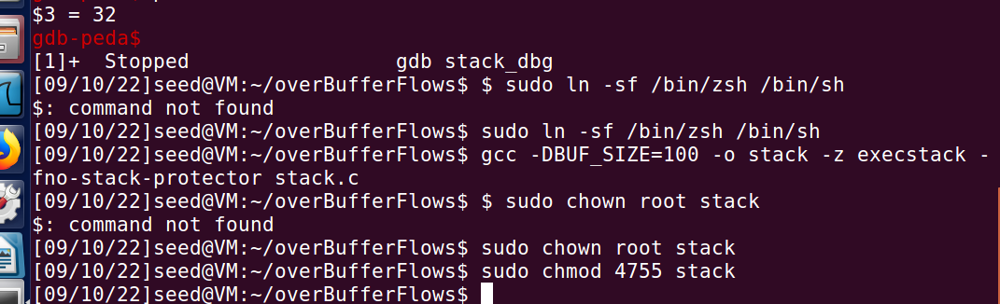 $3 = 32
gdb-peda$
[1]+  Stopped                 gdb stack_dbg
[09/10/22]seed@VM:~/overBufferFlows$ $ sudo ln -sf /bin/zsh /bin/sh
$: command not found
[09/10/22]seed@VM:~/overBufferFlows$ sudo ln -sf /bin/zsh /bin/sh
[09/10/22]seed@VM:~/overBufferFlows$ gcc -DBUF_SIZE=100 -o stack -z execstack -
fno-stack-protector stack.c
[09/10/22]seed@VM:~/overBufferFlows$ $ sudo chown root stack
$: command not found
[09/10/22]seed@VM:~/overBufferFlows$ sudo chown root stack
[09/10/22]seed@VM:~/overBufferFlows$ sudo chmod 4755 stack
[09/10/22]seed@VM:~/overBufferFlows$